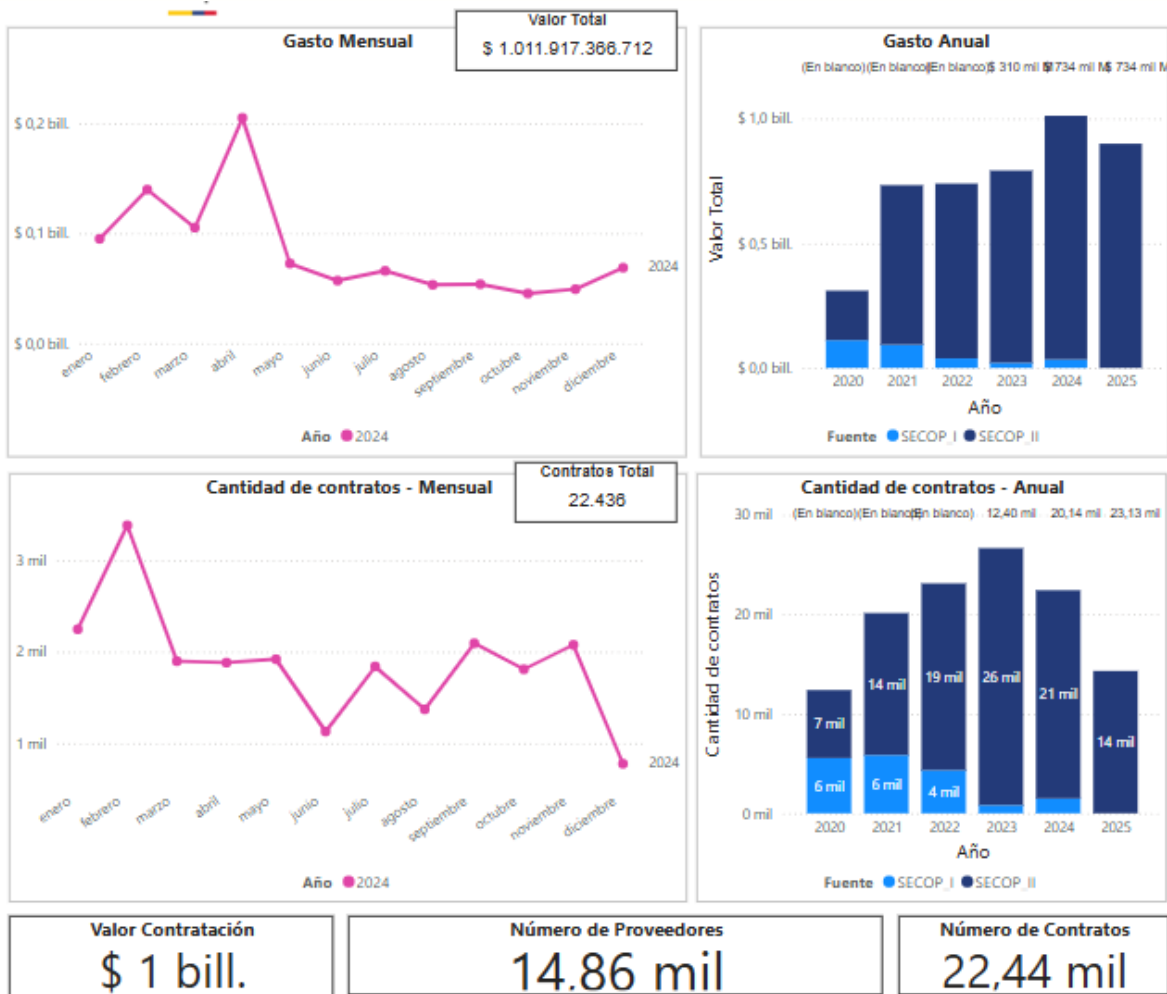 Gasto Mensual
Valor Total
$ 1.011.917.366.712
$ 0,2 bill.
$ 0,1 bill.
$ 0,0 bill.
2024
enero
febrero
marzo
abril
mayo
junio
julio
agosto
septiembre
octubre
noviembre
diciembre
Año 2024
Gasto Anual
(En blanco) (En blanco) (En blanco) $ 310 mil M $ 734 mil M $ 734 mil M
Valor Total
$ 1,0 bill.
$ 0,5 bill.
$ 0,0 bill.
2020 2021 2022 2023 2024 2025
Año
Fuente SECOP_I SECOP_II
Cantidad de contratos - Mensual
Contratos Total
22.436
3 mil
2 mil
1 mil
2024
enero
febrero
marzo
abril
mayo
junio
julio
agosto
septiembre
octubre
noviembre
diciembre
Año 2024
Cantidad de contratos - Anual
(En blanco) (En blanco) (En blanco) 12,40 mil 20,14 mil 23,13 mil
Cantidad de contratos
30 mil
20 mil
10 mil
0 mil
7 mil
6 mil
14 mil
6 mil
19 mil
4 mil
26 mil
21 mil
14 mil
2020 2021 2022 2023 2024 2025
Año
Fuente SECOP_I SECOP_II
Valor Contratación
$ 1 bill.
Número de Proveedores
14,86 mil
Número de Contratos
22,44 mil